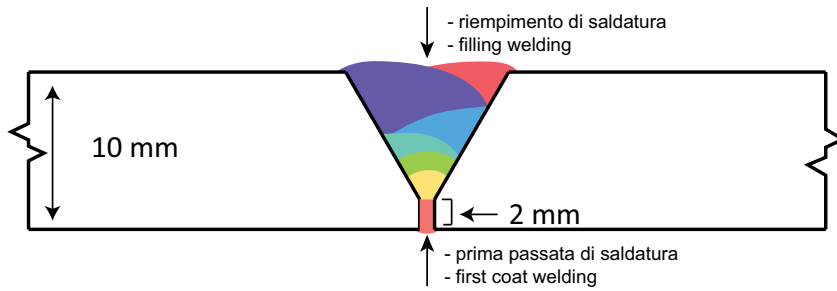 - riempimento di saldatura
- filling welding
10 mm
2 mm
- prima passata di saldatura
- first coat welding